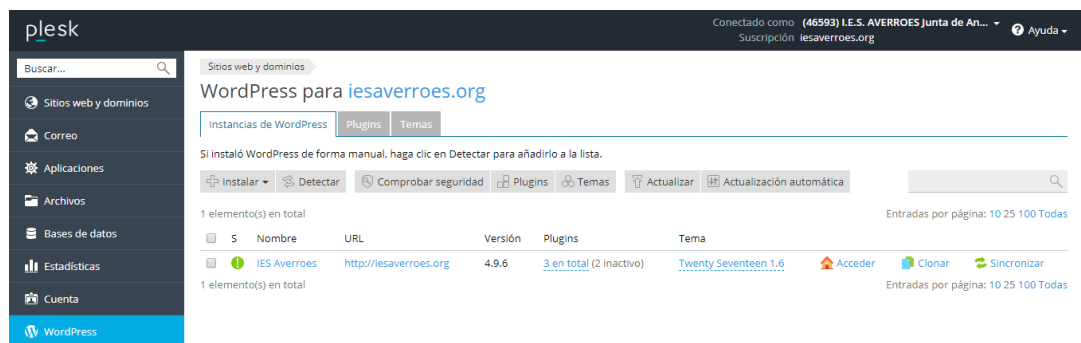 plesk
Conectado como (46593) I.E.S. AVERROES Junta de An...
Suscripción iesaverroes.org
Ayuda
Buscar...
Sitios web y dominios
Correo
Aplicaciones
Archivos
Bases de datos
Estadísticas
Cuenta
WordPress
Sitios web y dominios
WordPress para iesaverroes.org
Instancias de WordPress Plugins Temas
Si instaló WordPress de forma manual, haga clic en Detectar para añadirlo a la lista.
Instalar Detectar Comprobar seguridad Plugins Temas Actualizar Actualización automática
1 elemento(s) en total Entradas por página: 10 25 100 Todas
S Nombre URL Versión Plugins Tema
IES Averroes http://iesaverroes.org 4.9.6 3 en total (2 inactivo) Twenty Seventeen 1.6 Acceder Clonar Sincronizar
1 elemento(s) en total Entradas por página: 10 25 100 Todas